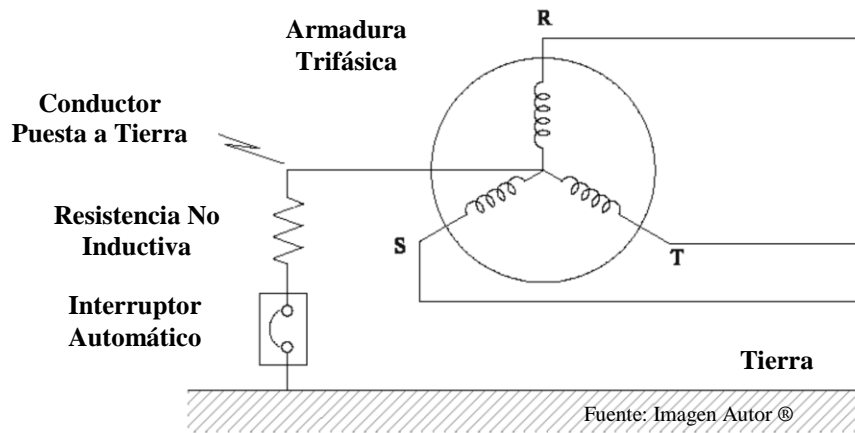 Armadura
Trifásica
R
Conductor
Puesta a Tierra
Resistencia No
Inductiva
S
T
Interruptor
Automático
Tierra
Fuente: Imagen Autor ®